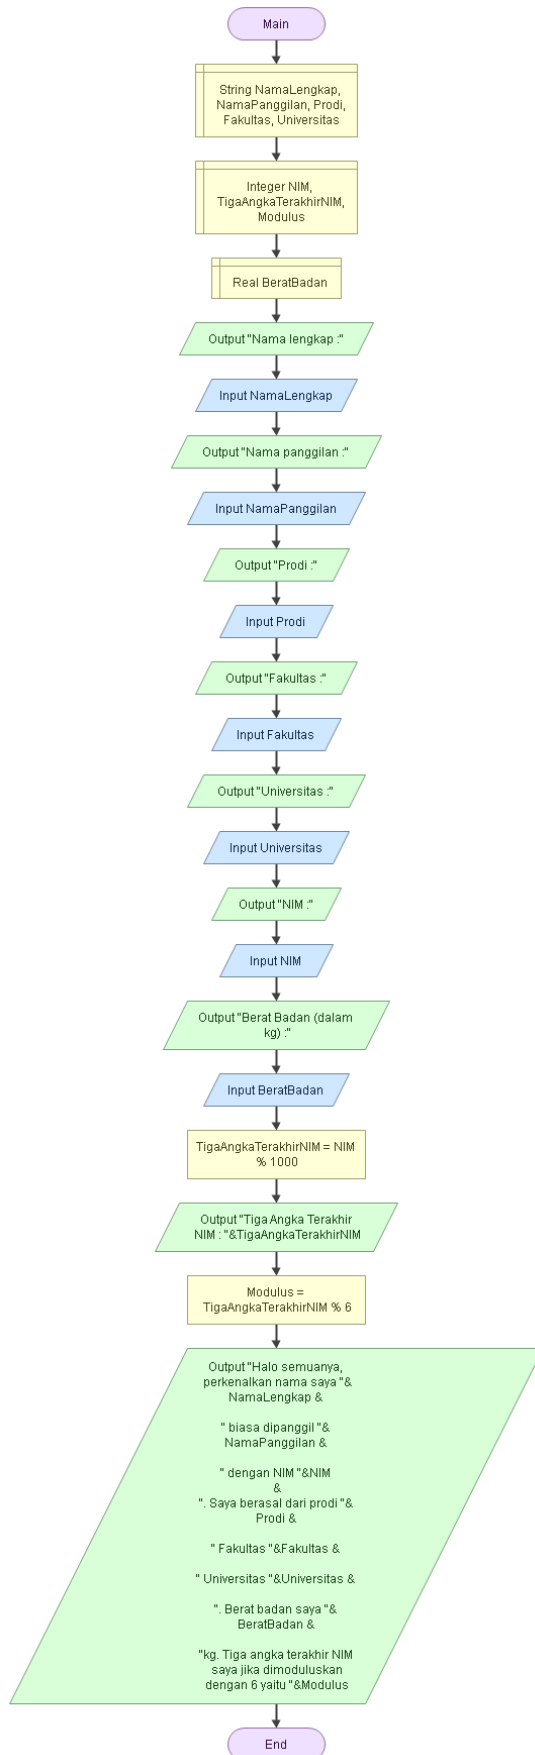 Main
String NamaLengkap,
NamaPanggilan, Prodi,
Fakultas, Universitas
Integer NIM,
TigaAngkaTerakhirNIM,
Modulus
Real BeratBadan
Output "Nama lengkap :"
Input NamaLengkap
Output "Nama panggilan :"
Input NamaPanggilan
Output "Prodi :"
Input Prodi
Output "Fakultas :"
Input Fakultas
Output "Universitas :"
Input Universitas
Output "NIM :"
Input NIM
Output "Berat Badan (dalam
kg) :"
Input BeratBadan
TigaAngkaTerakhirNIM = NIM
% 1000
Output "Tiga Angka Terakhir
NIM : "&TigaAngkaTerakhirNIM
Modulus =
TigaAngkaTerakhirNIM % 6
Output "Halo semuanya,
perkenalkan nama saya "&
NamaLengkap &
" biasa dipanggil "&
NamaPanggilan &
" dengan NIM "&NIM
&
". Saya berasal dari prodi "&
Prodi &
" Fakultas "&Fakultas &
" Universitas "&Universitas &
". Berat badan saya "&
BeratBadan &
"kg. Tiga angka terakhir NIM
saya jika dimoduluskan
dengan 6 yaitu "&Modulus
End